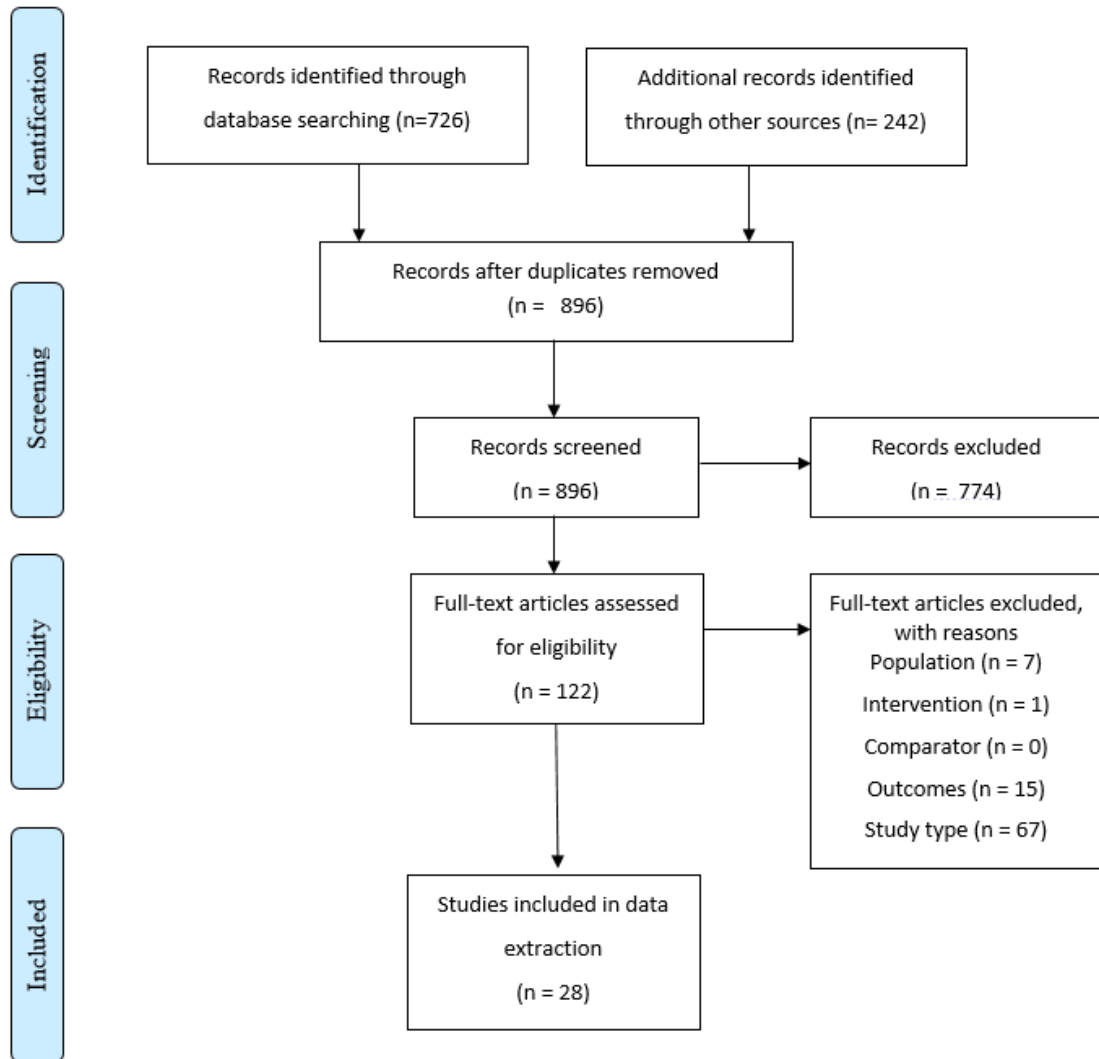 Identification
Records identified through
database searching (n=726)
Additional records identified
through other sources (n= 242)
Records after duplicates removed
(n = 896)
Screening
Records screened
(n = 896)
Records excluded
(n = 774)
Eligibility
Full-text articles assessed
for eligibility
(n = 122)
Full-text articles excluded,
with reasons
Population (n = 7)
Intervention (n = 1)
Comparator (n = 0)
Outcomes (n = 15)
Study type (n = 67)
Included
Studies included in data
extraction
(n = 28)